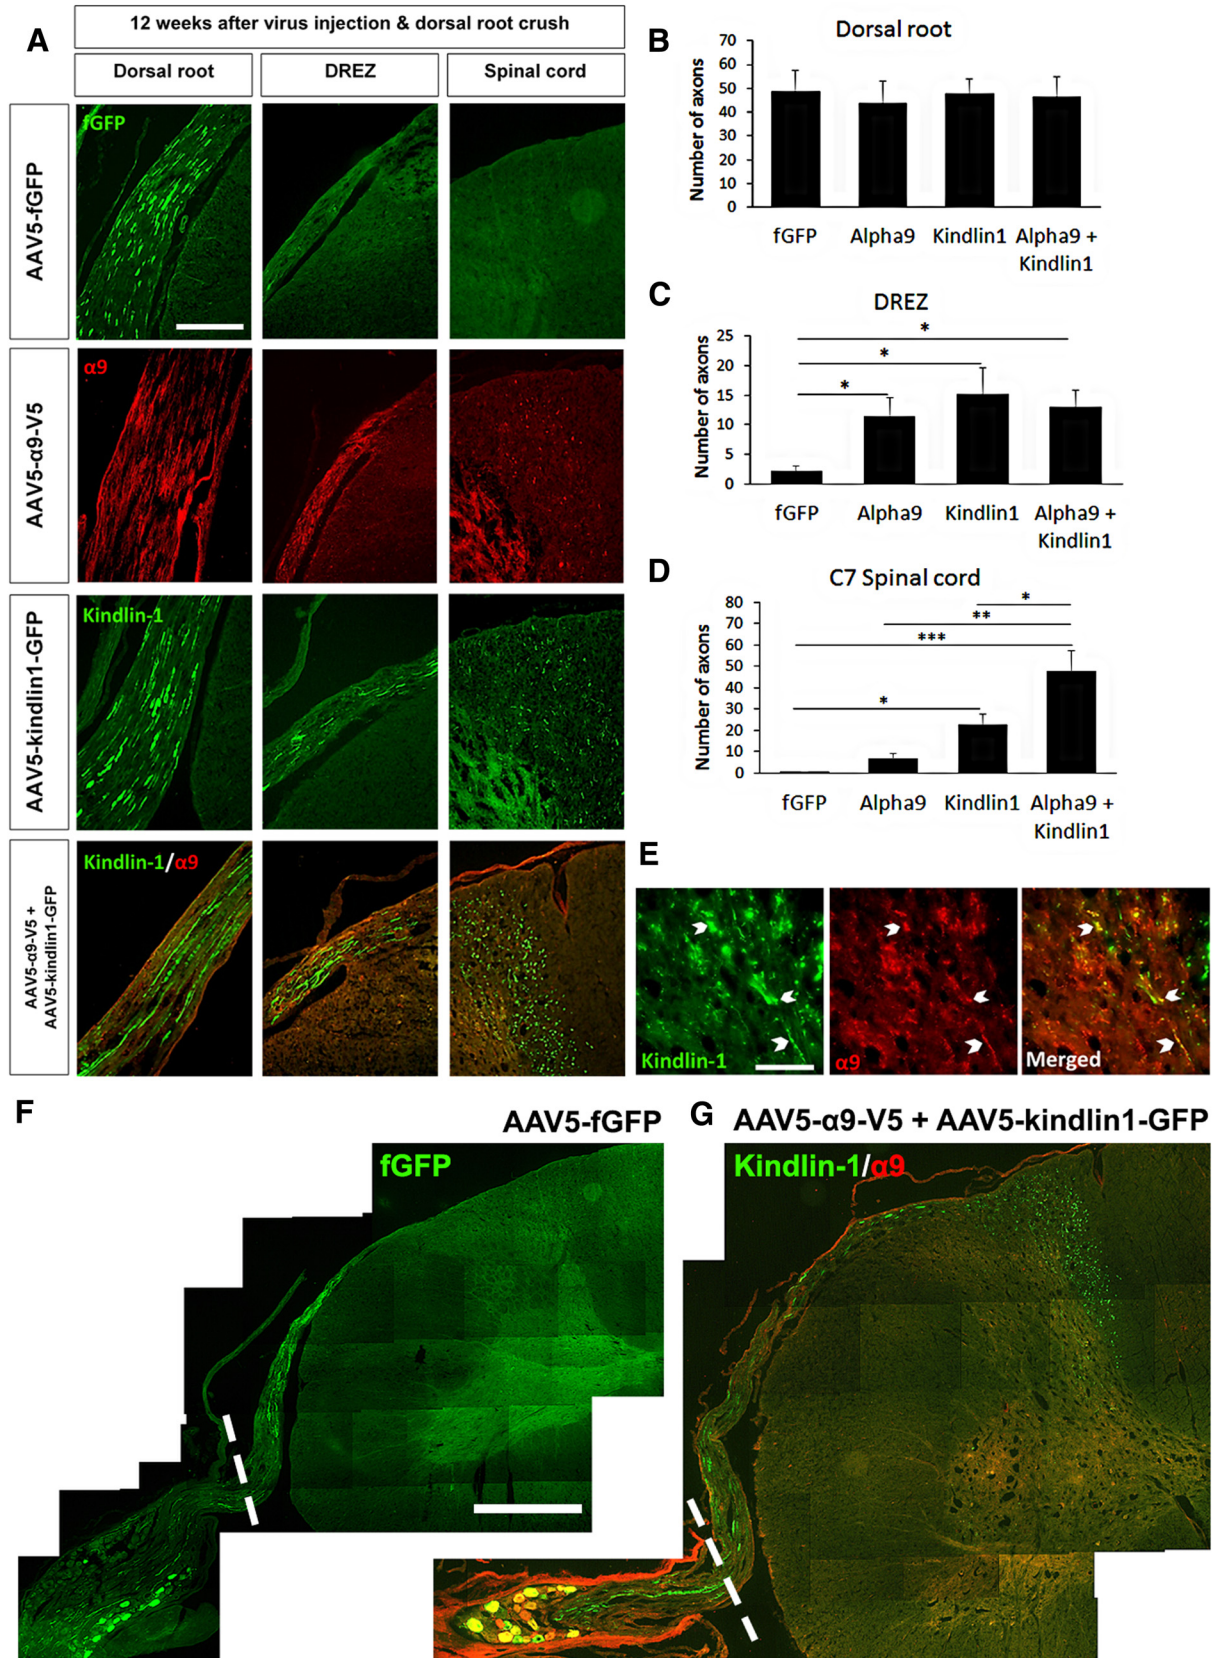 A
12 weeks after virus injection & dorsal root crush
Dorsal root
DREZ
Spinal cord
AAV5-fGFP
fGFP
AAV5-α9-V5
α9
AAV5-kindlin1-GFP
Kindlin-1
AAV5-α9-V5 +
AAV5-kindlin1-GFP
Kindlin-1/α9
B
Dorsal root
Number of axons
70
60
50
40
30
20
10
0
fGFP
Alpha9
Kindlin1
Alpha9 +
Kindlin1
C
DREZ
Number of axons
25
20
15
10
5
0
*
*
*
fGFP
Alpha9
Kindlin1
Alpha9 +
Kindlin1
D
C7 Spinal cord
Number of axons
80
70
60
50
40
30
20
10
0
*
**
***
*
fGFP
Alpha9
Kindlin1
Alpha9 +
Kindlin1
E
Kindlin-1
α9
Merged
F
AAV5-fGFP
fGFP
G
AAV5-α9-V5 + AAV5-kindlin1-GFP
Kindlin-1/α9